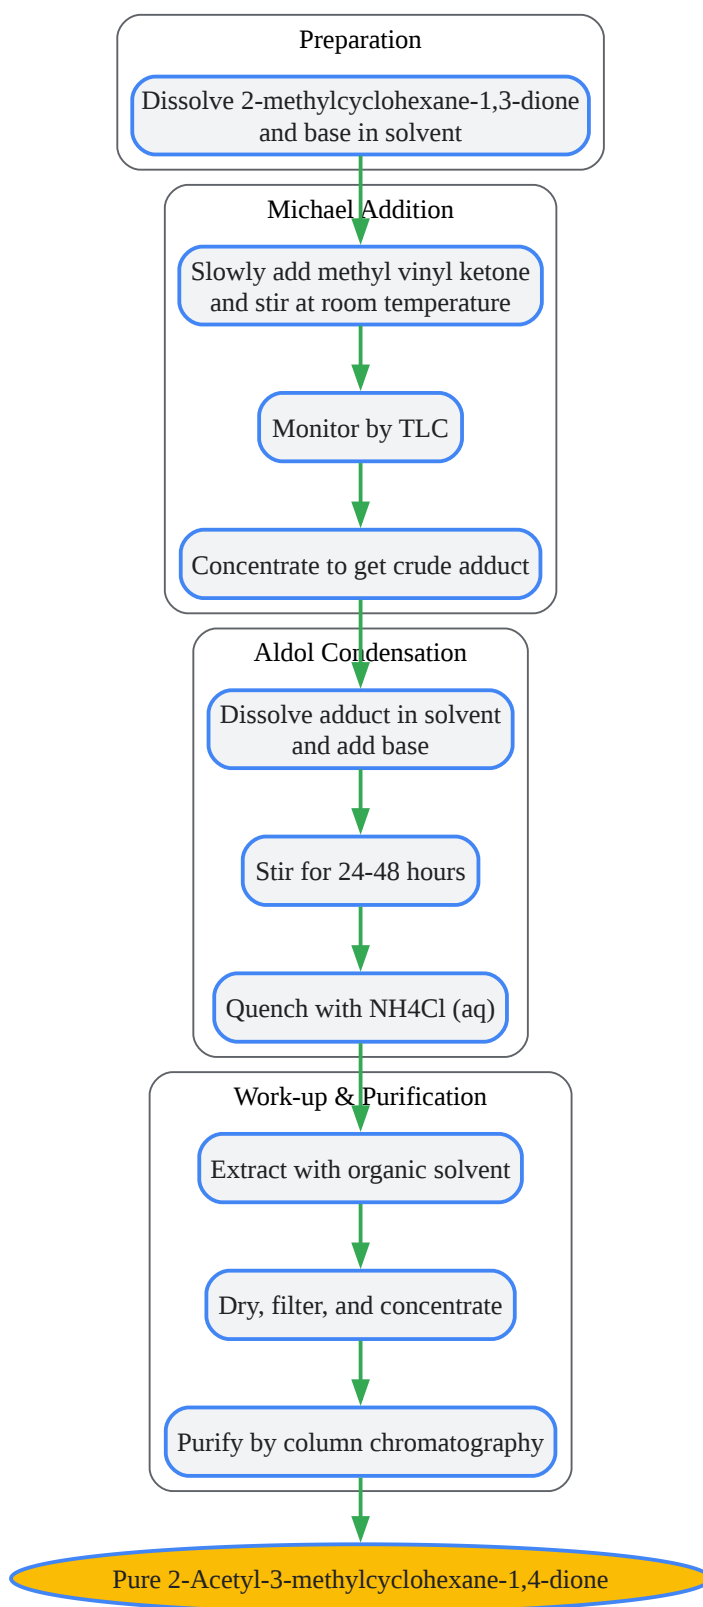 Preparation
Dissolve 2-methylcyclohexane-1,3-dione
and base in solvent
Michael Addition
Slowly add methyl vinyl ketone
and stir at room temperature
Monitor by TLC
Concentrate to get crude adduct
Aldol Condensation
Dissolve adduct in solvent
and add base
Stir for 24-48 hours
Quench with NH4Cl (aq)
Work-up & Purification
Extract with organic solvent
Dry, filter, and concentrate
Purify by column chromatography
Pure 2-Acetyl-3-methylcyclohexane-1,4-dione